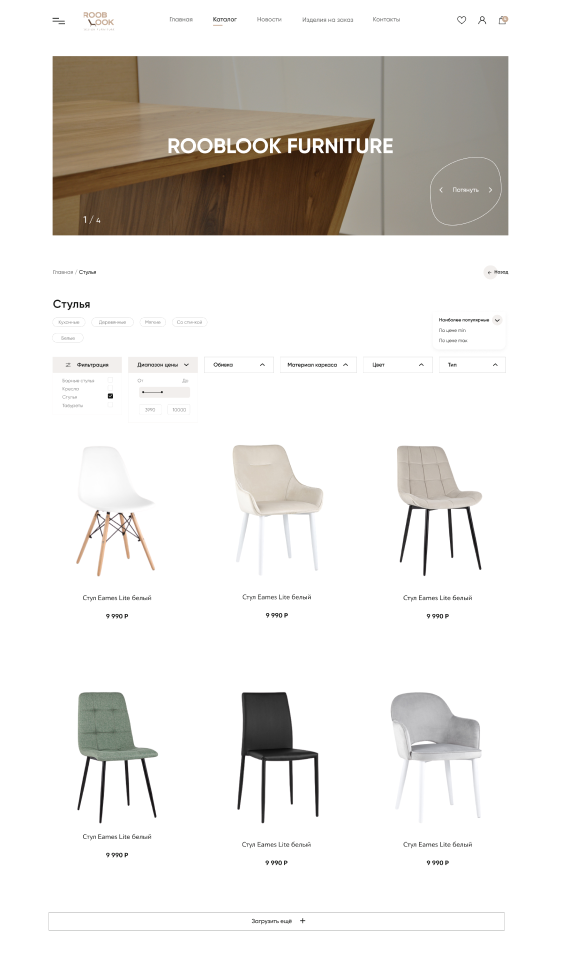 ROOB
LOOK
Главная Каталог Новости Изделия на заказ Контакты
ROOBLOOK FURNITURE
Потянуть
1 / 4
Главная / Стулья
Назад
Стулья
Кухонные Деревянные Мягкие Со спинкой
Белые
Наиболее популярные
По цене min
По цене max
Фильтрация Диапазон цены Обивка Материал каркаса Цвет Тип
Барные стулья
Кресла
Стулья
Табуреты
От До
3990 10000
Стул Eames Lite белый
9 990 Р
Стул Eames Lite белый
9 990 Р
Стул Eames Lite белый
9 990 Р
Стул Eames Lite белый
9 990 Р
Стул Eames Lite белый
9 990 Р
Стул Eames Lite белый
9 990 Р
Загрузить ещё +